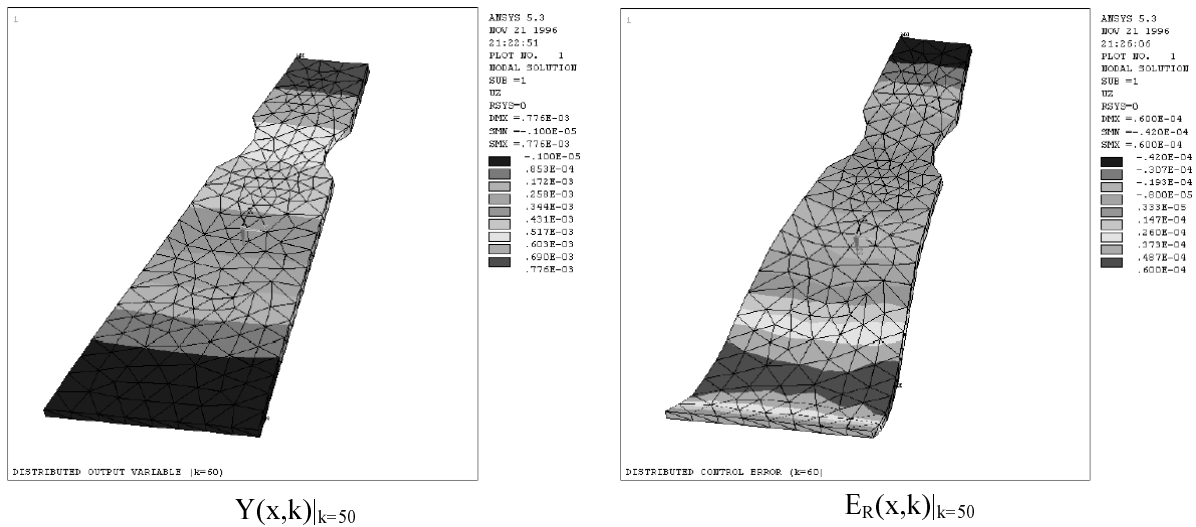 1
ANSYS 5.3
NOV 21 1996
21:22:51
PLOT NO. 1
NODAL SOLUTION
SUB =1
UZ
RSYS=0
DMX =.776E-03
SMN =-.100E-05
SMX =.776E-03
-.100E-05
.853E-04
.172E-03
.258E-03
.344E-03
.431E-03
.517E-03
.603E-03
.690E-03
.776E-03
DISTRIBUTED OUTPUT VARIABLE |k=60)
Y(x,k)|k=50
1
ANSYS 5.3
NOV 21 1996
21:26:06
PLOT NO. 1
NODAL SOLUTION
SUB =1
UZ
RSYS=0
DMX =.600E-04
SMN =-.420E-04
SMX =.600E-04
-.420E-04
-.307E-04
-.193E-04
-.800E-05
.333E-05
.147E-04
.260E-04
.373E-04
.487E-04
.600E-04
DISTRIBUTED CONTROL ERROR (k=60|
ER(x,k)|k=50